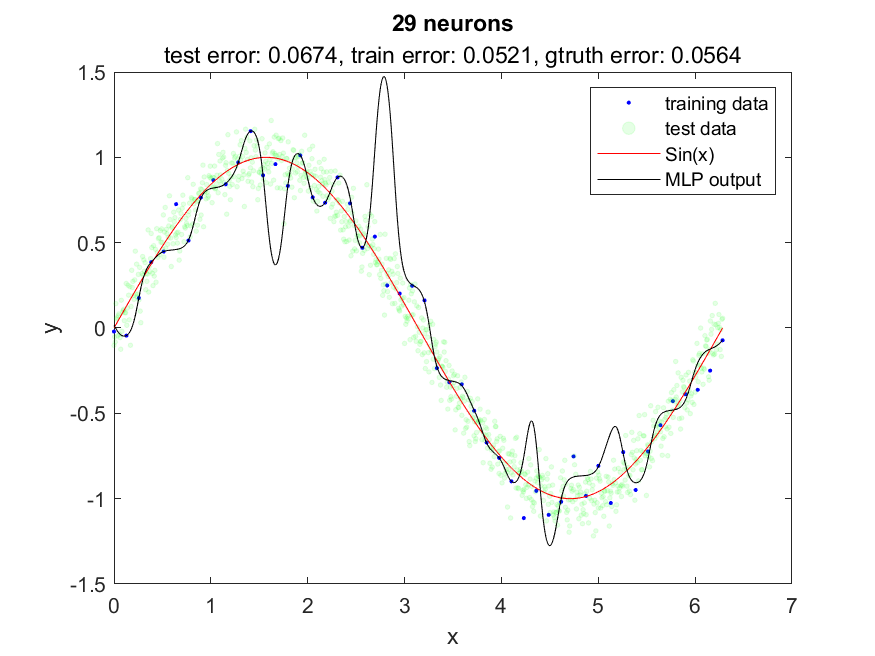 29 neurons
test error: 0.0674, train error: 0.0521, gtruth error: 0.0564
training data
test data
Sin(x)
MLP output
1.5
1
0.5
0
-0.5
-1
-1.5
y
0 1 2 3 4 5 6 7
x